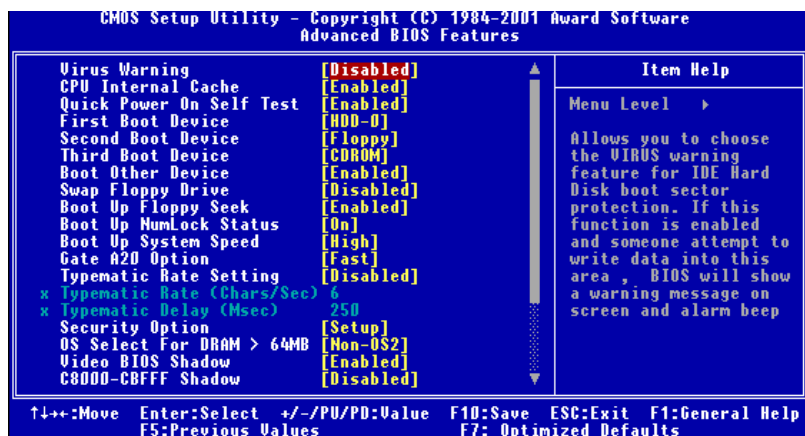 CMOS Setup Utility - Copyright (C) 1984-2001 Award Software
Advanced BIOS Features
Virus Warning [Disabled]
CPU Internal Cache [Enabled]
Quick Power On Self Test [Enabled]
First Boot Device [HDD-0]
Second Boot Device [Floppy]
Third Boot Device [CDROM]
Boot Other Device [Enabled]
Swap Floppy Drive [Disabled]
Boot Up Floppy Seek [Enabled]
Boot Up NumLock Status [On]
Boot Up System Speed [High]
Gate A20 Option [Fast]
Typematic Rate Setting [Disabled]
x Typematic Rate (Chars/Sec) 6
x Typematic Delay (Msec) 250
Security Option [Setup]
OS Select For DRAM > 64MB [Non-OS2]
Video BIOS Shadow [Enabled]
C8000-CBFFF Shadow [Disabled]
Item Help
Menu Level ▸
Allows you to choose
the VIRUS warning
feature for IDE Hard
Disk boot sector
protection. If this
function is enabled
and someone attempt to
write data into this
area , BIOS will show
a warning message on
screen and alarm beep
↑↓→←:Move Enter:Select +/-/PU/PD:Value F10:Save ESC:Exit F1:General Help
F5:Previous Values F7: Optimized Defaults